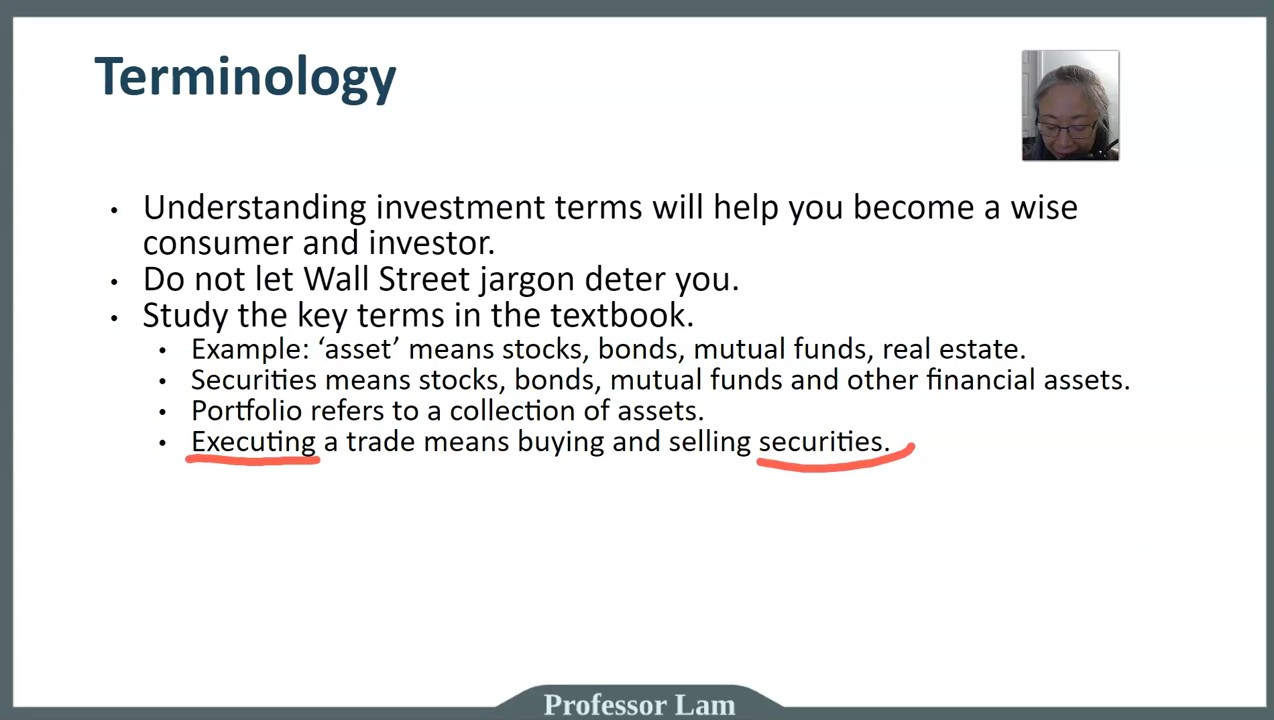 Terminology
• Understanding investment terms will help you become a wise
consumer and investor.
• Do not let Wall Street jargon deter you.
• Study the key terms in the textbook.
• Example: ‘asset’ means stocks, bonds, mutual funds, real estate.
• Securities means stocks, bonds, mutual funds and other financial assets.
• Portfolio refers to a collection of assets.
• Executing a trade means buying and selling securities.
Professor Lam